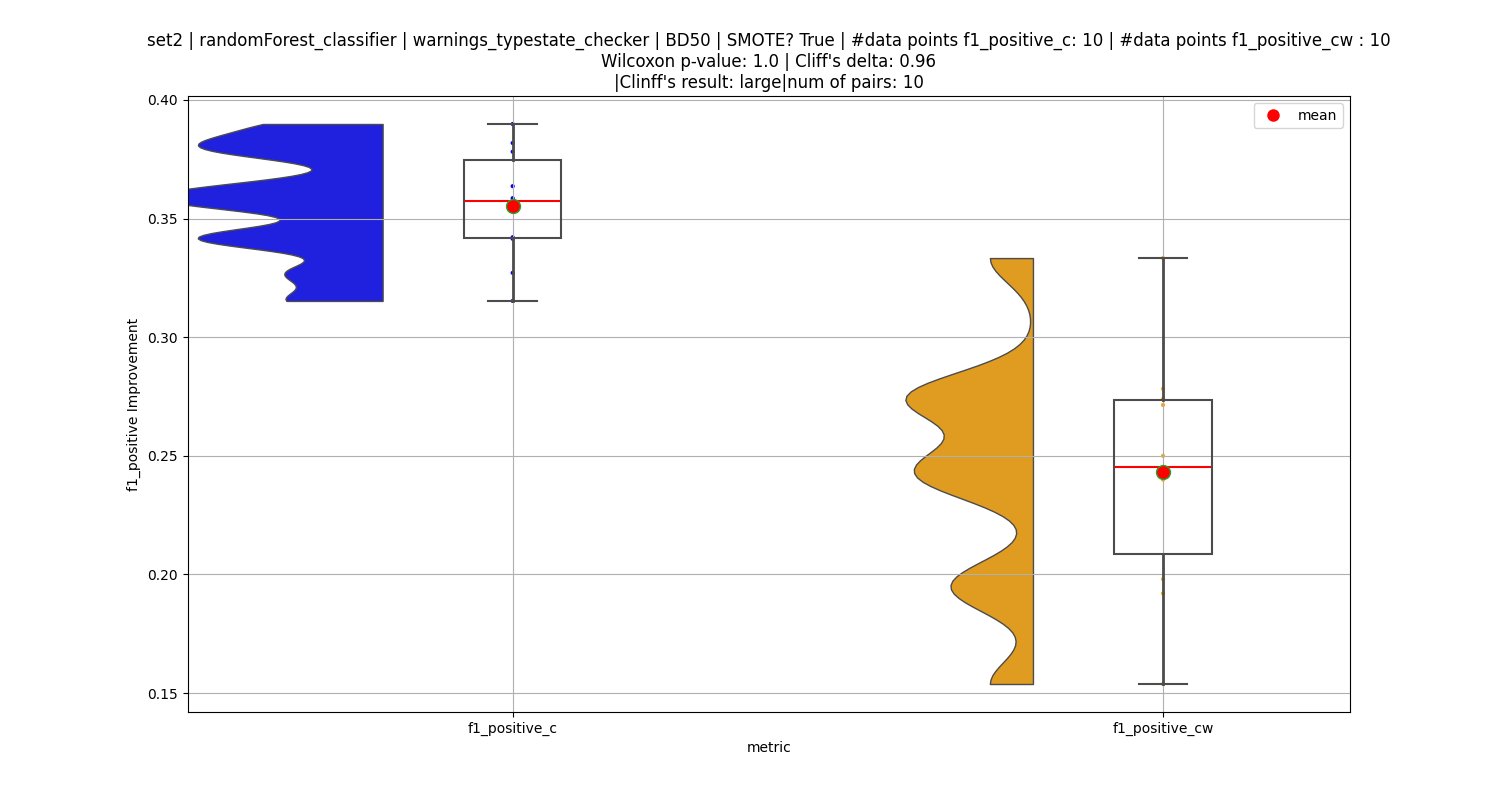 set2 | randomForest_classifier | warnings_typestate_checker | BD50 | SMOTE? True | #data points f1_positive_c: 10 | #data points f1_positive_cw : 10
Wilcoxon p-value: 1.0 | Cliff's delta: 0.96
|Clinff's result: large|num of pairs: 10
mean
0.40
0.35
0.30
0.25
0.20
0.15
f1_positive Improvement
f1_positive_c
f1_positive_cw
metric